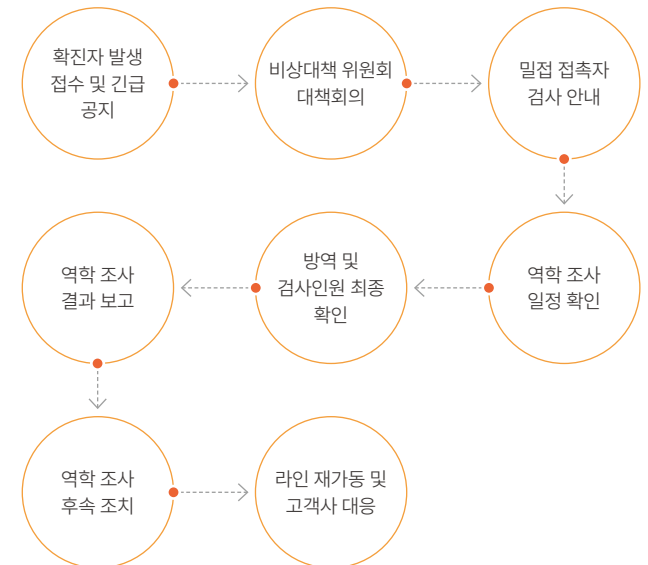 확진자 발생
접수 및 긴급
공지
비상대책 위원회
대책회의
밀접 접촉자
검사 안내
역학 조사
일정 확인
방역 및
검사인원 최종
확인
역학 조사
결과 보고
역학 조사
후속 조치
라인 재가동 및
고객사 대응